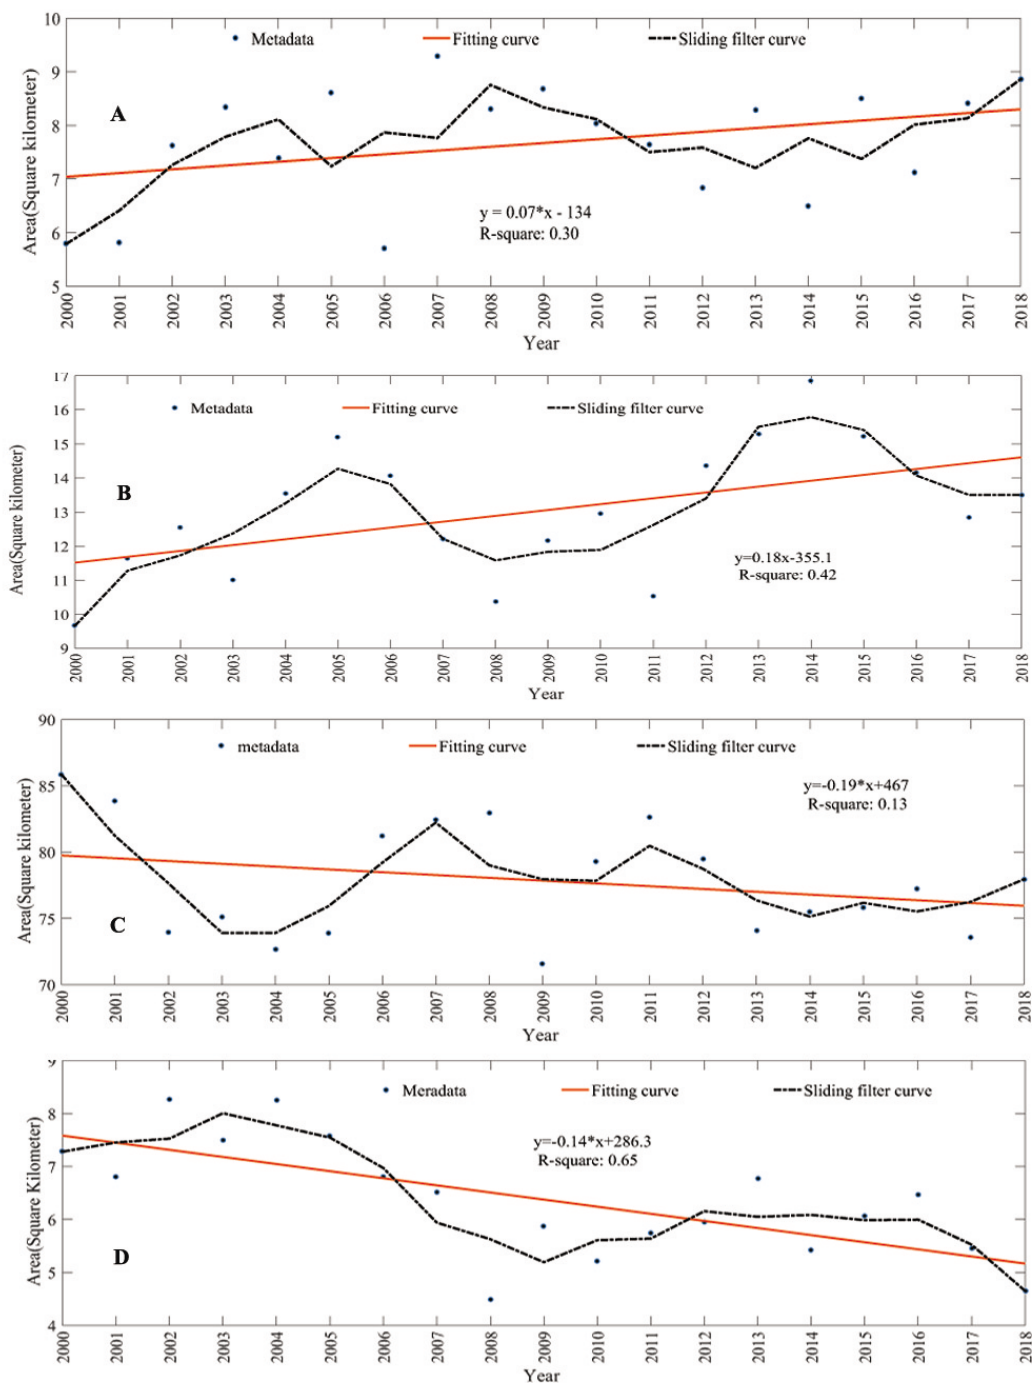 10
Metadata Fitting curve Sliding filter curve
9
A
8
7
y = 0.07*x - 134
R-square: 0.30
6
5
Area(Square kilometer)
2000 2001 2002 2003 2004 2005 2006 2007 2008 2009 2010 2011 2012 2013 2014 2015 2016 2017 2018
Year
17
16
Metadata Fitting curve Sliding filter curve
15
14
B
13
12
y=0.18x-355.1
R-square: 0.42
11
10
9
Area(Square kilometer)
2000 2001 2002 2003 2004 2005 2006 2007 2008 2009 2010 2011 2012 2013 2014 2015 2016 2017 2018
Year
90
metadata Fitting curve Sliding filter curve
y=-0.19*x+467
R-square: 0.13
85
80
75
C
70
Area(Square kilometer)
2000 2001 2002 2003 2004 2005 2006 2007 2008 2009 2010 2011 2012 2013 2014 2015 2016 2017 2018
Year
9
Meradata Fitting curve Sliding filter curve
8
y=-0.14*x+286.3
R-square: 0.65
7
6
D
5
4
Area(Square Kilometer)
2000 2001 2002 2003 2004 2005 2006 2007 2008 2009 2010 2011 2012 2013 2014 2015 2016 2017 2018
Year